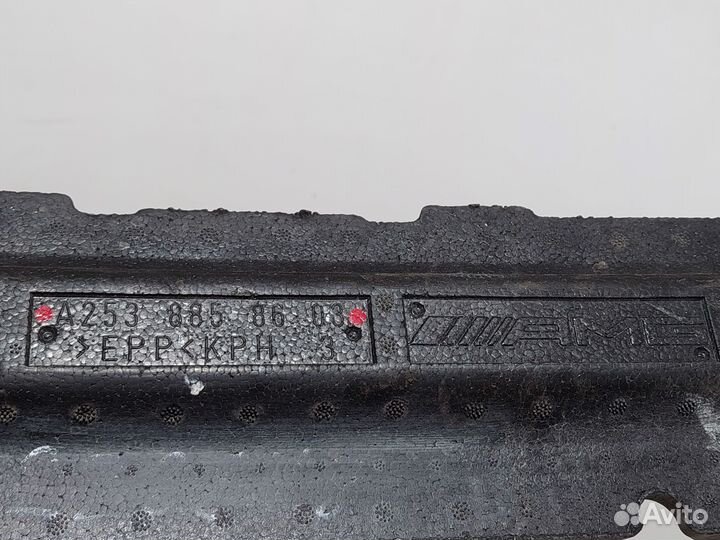 A253 885 86 03
>EPP< KPH 3
AMG
Avito